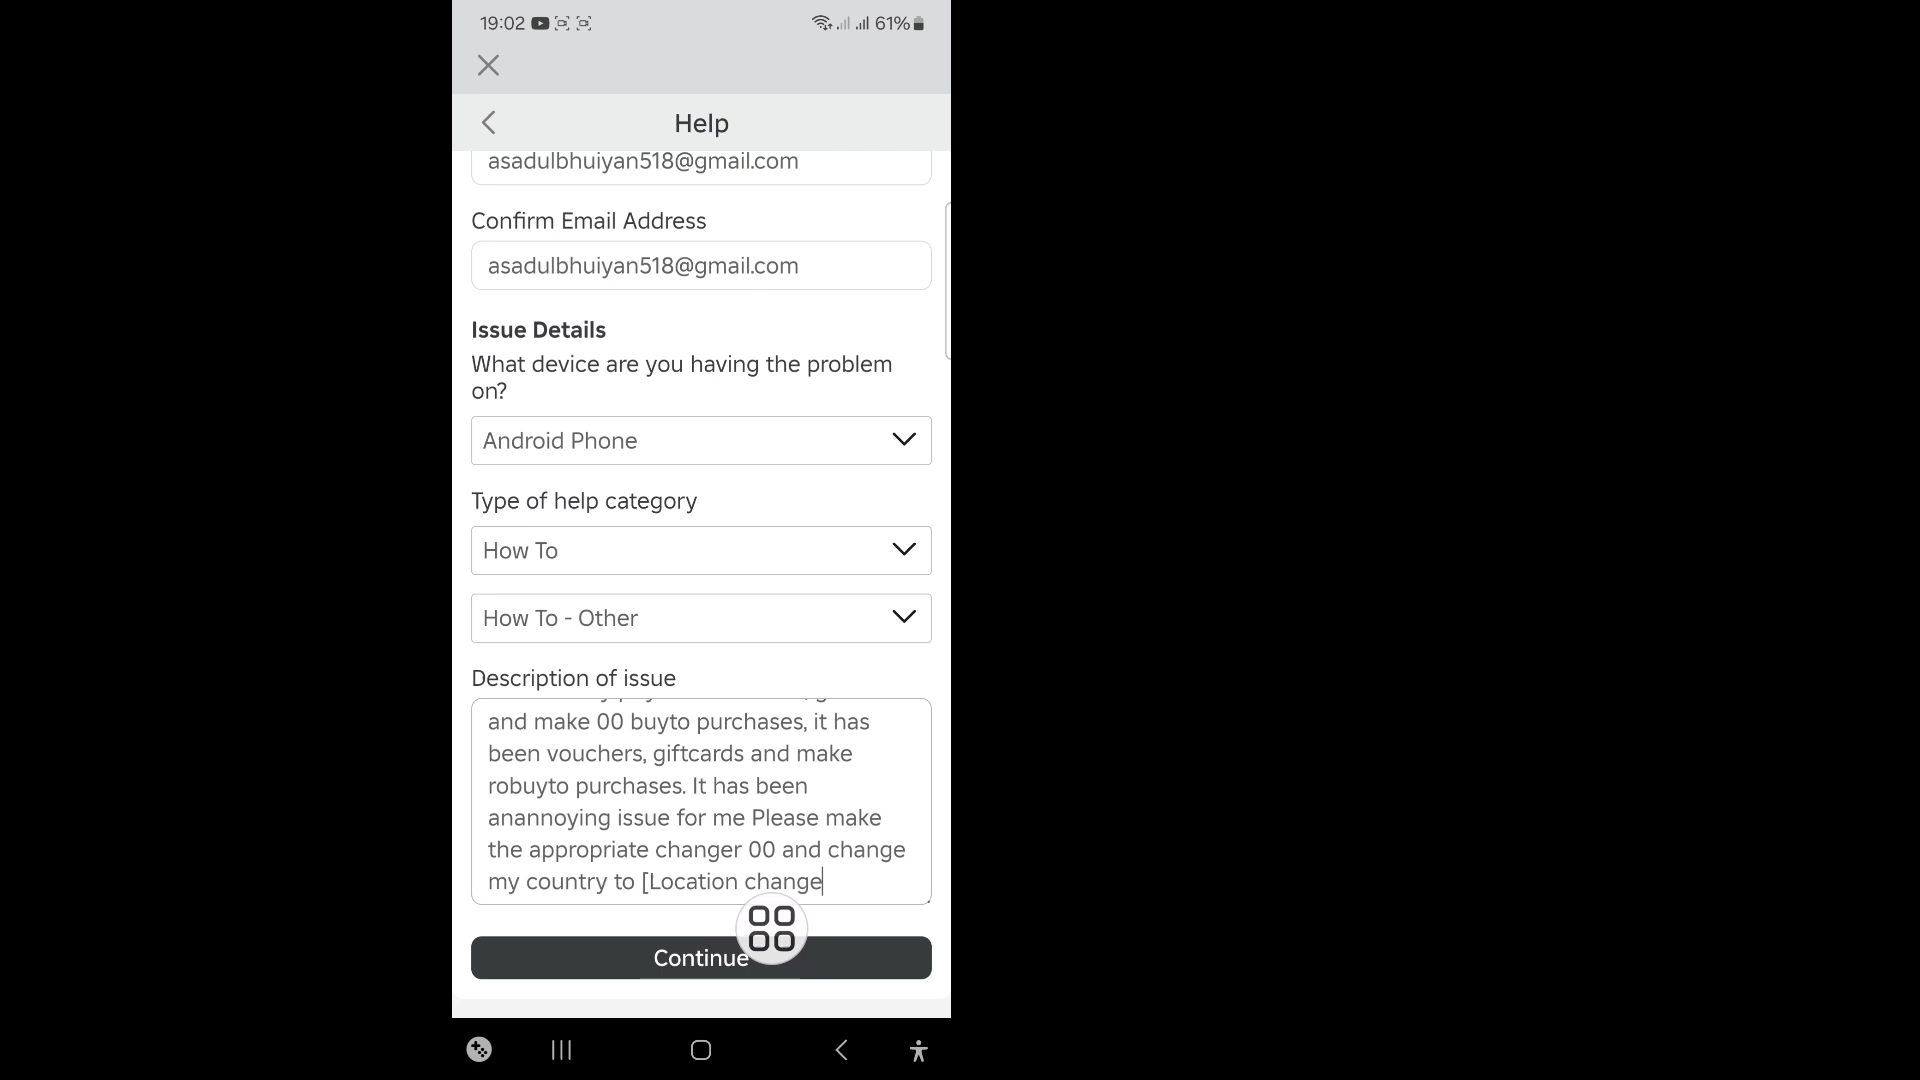 19:02
61%
Help
asadulbhuiyan518@gmail.com
Confirm Email Address
asadulbhuiyan518@gmail.com
Issue Details
What device are you having the problem
on?
Android Phone
Type of help category
How To
How To - Other
Description of issue
and make 00 buyto purchases, it has
been vouchers, giftcards and make
robuyto purchases. It has been
anannoying issue for me Please make
the appropriate changer 00 and change
my country to [Location change
Continue